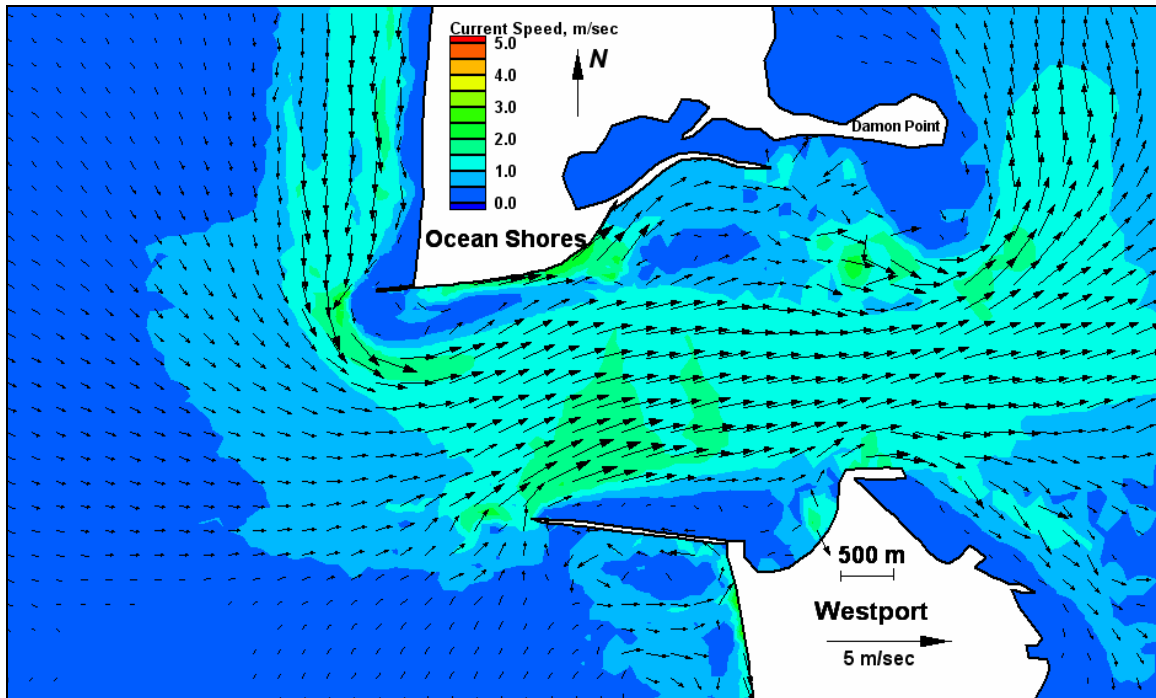 Current Speed, m/sec
5.0
4.0
3.0
2.0
1.0
0.0
N
Damon Point
Ocean Shores
500 m
Westport
5 m/sec